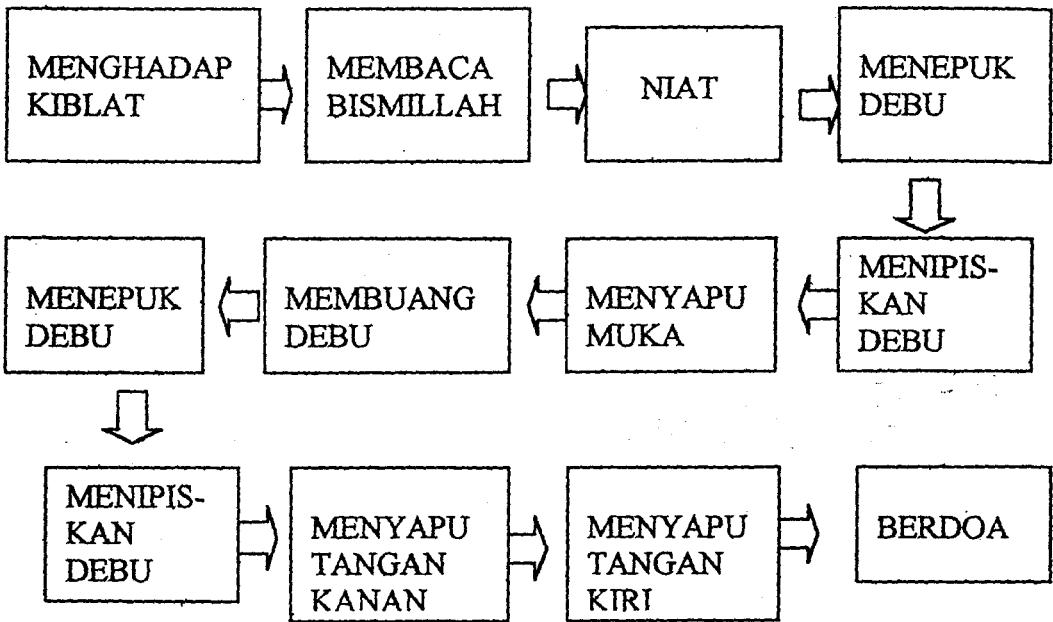 MENGHADAP
KIBLAT
MEMBACA
BISMILLAH
NIAT
MENEPUK
DEBU
MENIPIS-
KAN
DEBU
MENYAPU
MUKA
MEMBUANG
DEBU
MENEPUK
DEBU
MENIPIS-
KAN
DEBU
MENYAPU
TANGAN
KANAN
MENYAPU
TANGAN
KIRI
BERDOA